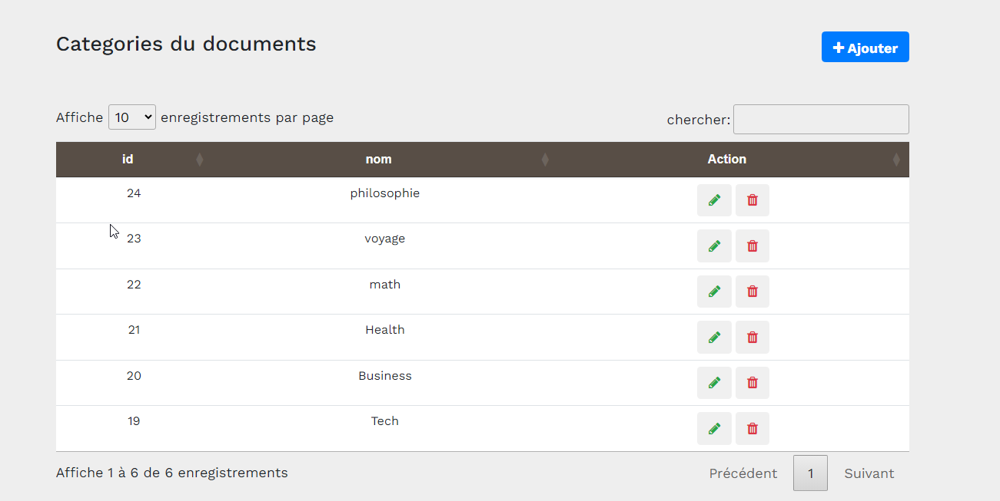 Categories du documents
Ajouter
Affiche 10 enregistrements par page
chercher:
id nom Action
24 philosophie
23 voyage
22 math
21 Health
20 Business
19 Tech
Affiche 1 à 6 de 6 enregistrements
Précédent 1 Suivant